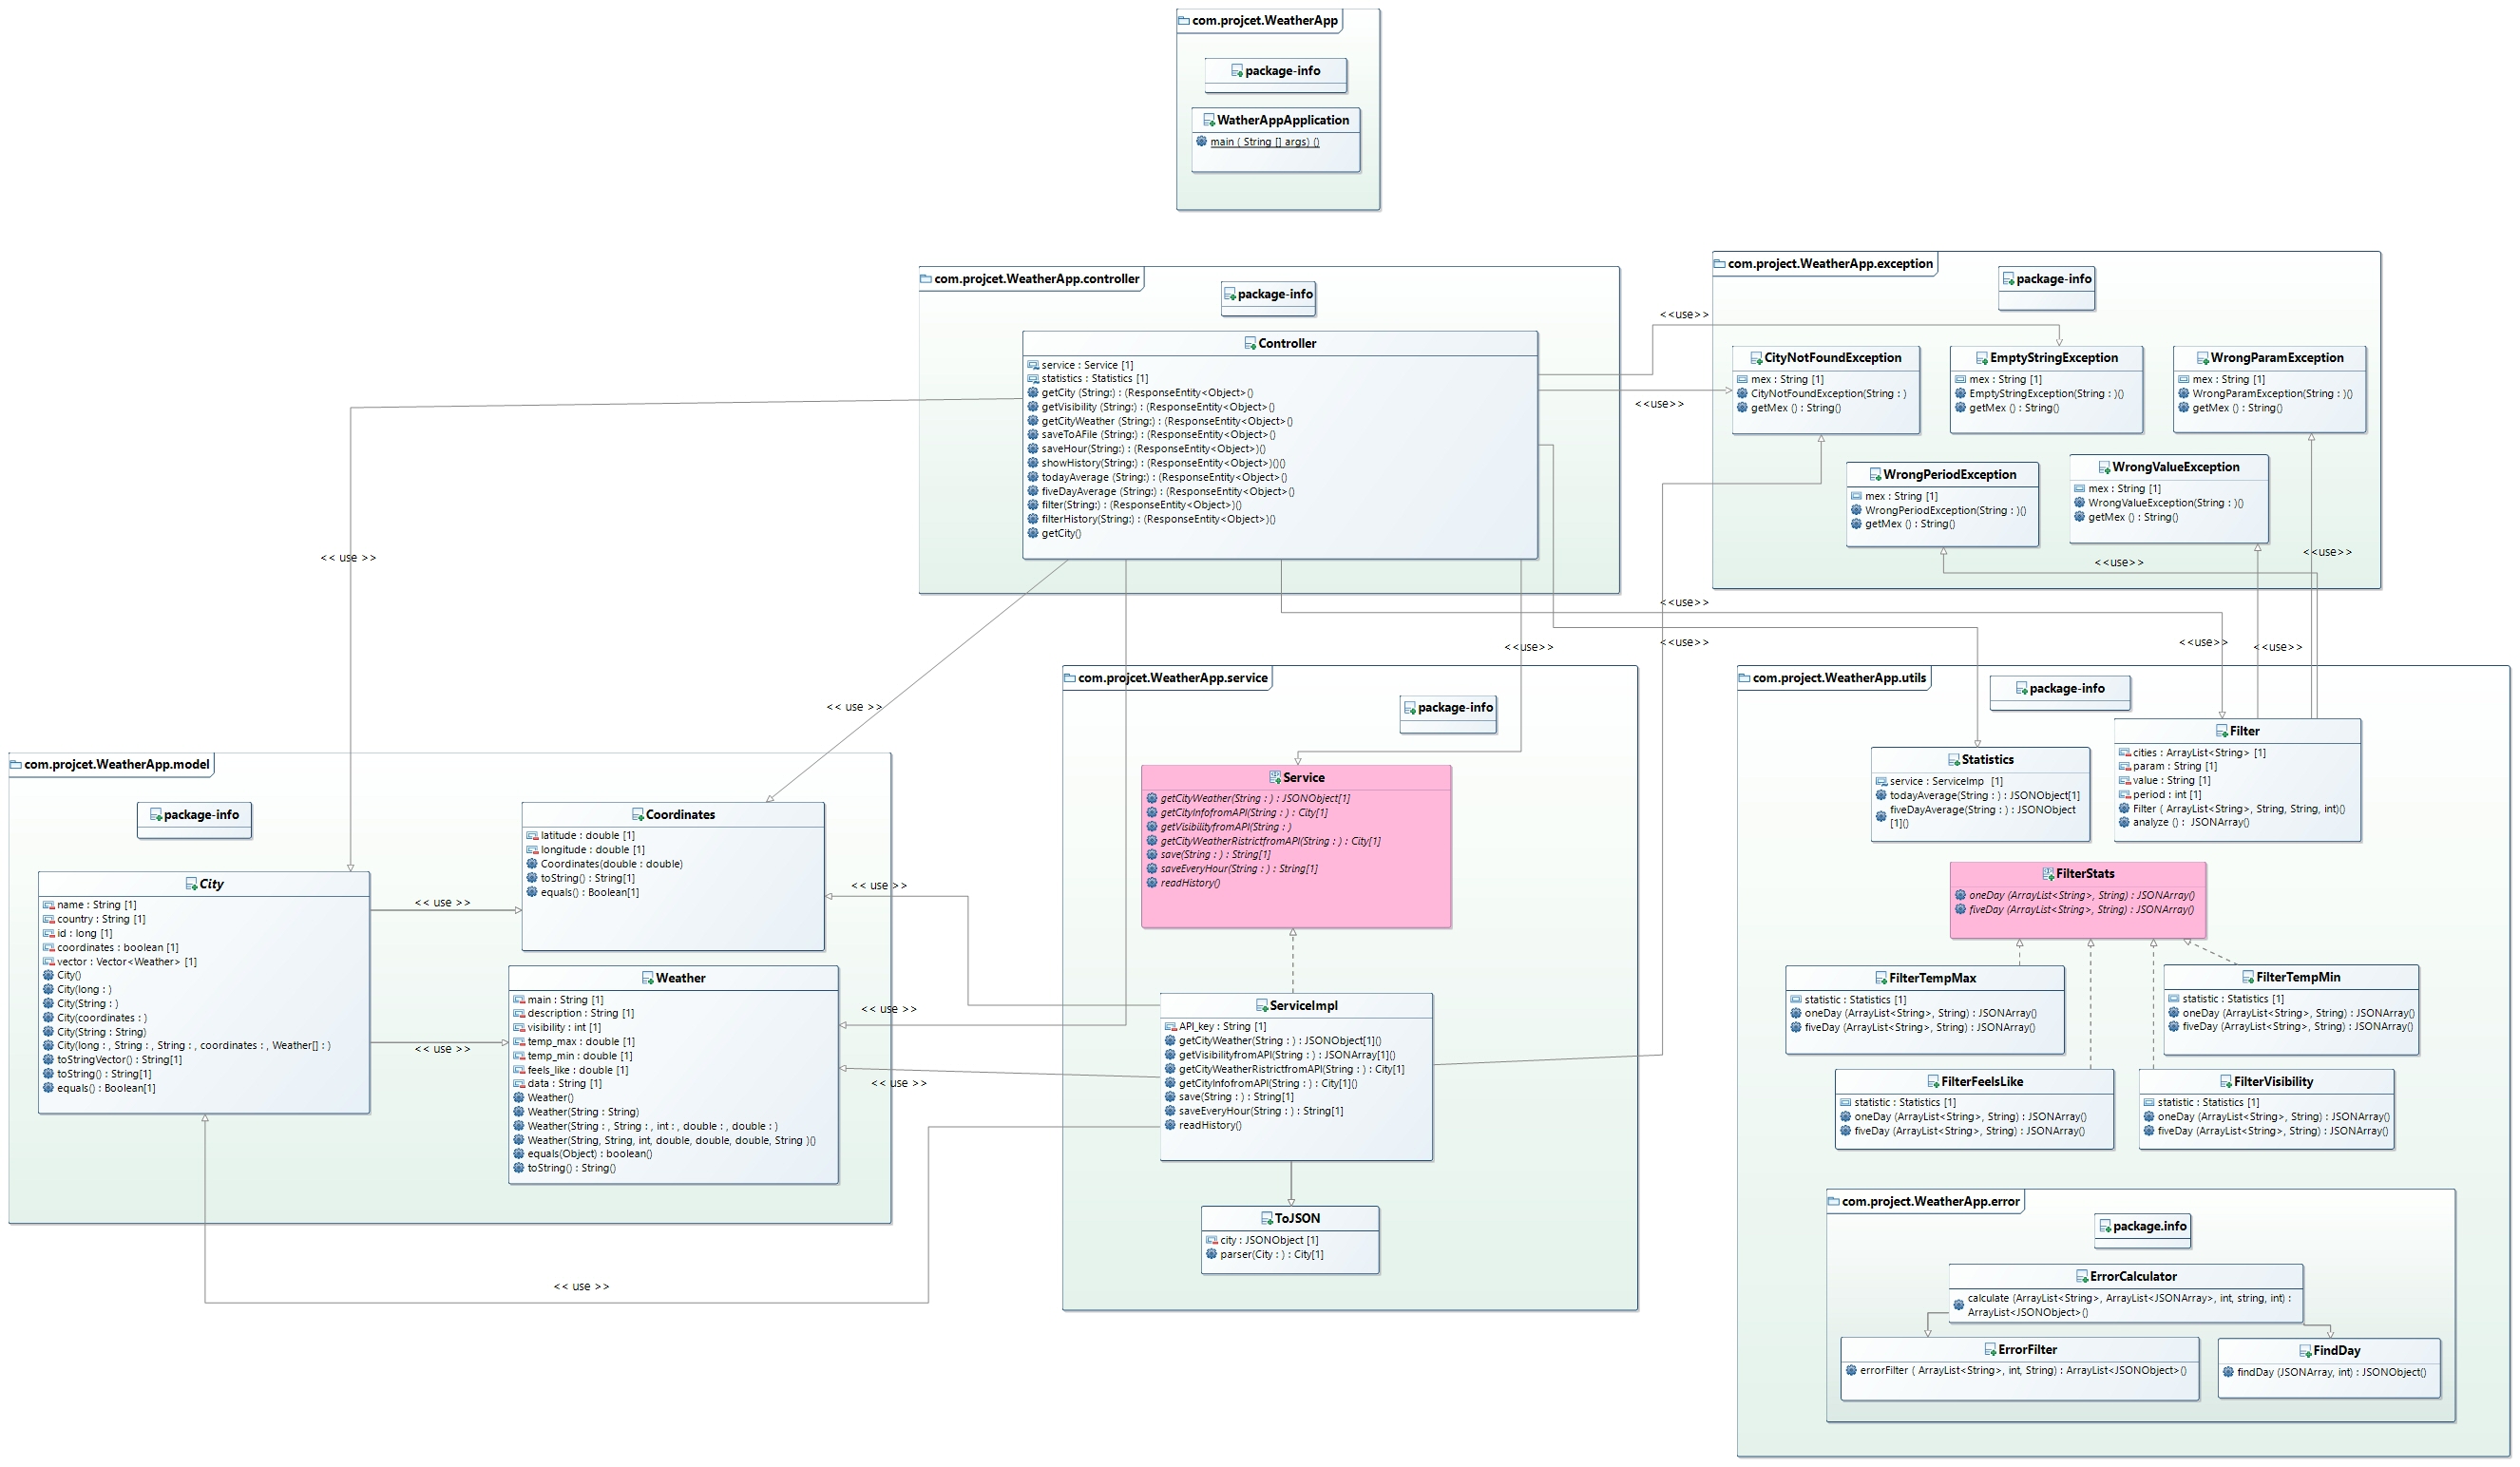 com.projcet.WeatherApp
package-info
WatherAppApplication
main ( String [] args) ()
com.projcet.WeatherApp.controller
package-info
Controller
service : Service [1]
statistics : Statistics [1]
getCity (String:) : (ResponseEntity<Object>()
getVisibility (String:) : (ResponseEntity<Object>()
getCityWeather (String:) : (ResponseEntity<Object>()
saveToAFile (String:) : (ResponseEntity<Object>()
saveHour(String:) : (ResponseEntity<Object>)()
showHistory(String:) : (ResponseEntity<Object>)()()
todayAverage (String:) : (ResponseEntity<Object>()
fiveDayAverage (String:) : (ResponseEntity<Object>()
filter(String:) : (ResponseEntity<Object>)()
filterHistory(String:) : (ResponseEntity<Object>)()
getCity()
com.project.WeatherApp.exception
package-info
<<use>>
<<use>>
CityNotFoundException
mex : String [1]
CityNotFoundException(String : )
getMex () : String()
EmptyStringException
mex : String [1]
EmptyStringException(String : )()
getMex () : String()
WrongParamException
mex : String [1]
WrongParamException(String : )()
getMex () : String()
WrongPeriodException
mex : String [1]
WrongPeriodException(String : )()
getMex () : String()
WrongValueException
mex : String [1]
WrongValueException(String : )()
getMex () : String()
<<use>>
<<use>>
<< use >>
<<use>>
<<use>>
<<use>>
<<use>>
<<use>>
<< use >>
com.projcet.WeatherApp.model
package-info
City
name : String [1]
country : String [1]
id : long [1]
coordinates : boolean [1]
vector : Vector<Weather> [1]
City()
City(long : )
City(String : )
City(coordinates : )
City(String : String)
City(long : , String : , String : , coordinates : , Weather[] : )
toStringVector() : String[1]
toString() : String[1]
equals() : Boolean[1]
<< use >>
<< use >>
Coordinates
latitude : double [1]
longitude : double [1]
Coordinates(double : double)
toString() : String[1]
equals() : Boolean[1]
Weather
main : String [1]
description : String [1]
visibility : int [1]
temp_max : double [1]
temp_min : double [1]
feels_like : double [1]
data : String [1]
Weather()
Weather(String : String)
Weather(String : , String : , int : , double : , double : )
Weather(String, String, int, double, double, double, String )()
equals(Object) : boolean()
toString() : String()
<< use >>
<< use >>
<< use >>
<< use >>
com.projcet.WeatherApp.service
package-info
Service
getCityWeather(String : ) : JSONObject[1]
getCityInfofromAPI(String : ) : City[1]
getVisibilityfromAPI(String : )
getCityWeatherRistrictfromAPI(String : ) : City[1]
save(String : ) : String[1]
saveEveryHour(String : ) : String[1]
readHistory()
ServiceImpl
API_key : String [1]
getCityWeather(String : ) : JSONObject[1]()
getVisibilityfromAPI(String : ) : JSONArray[1]()
getCityWeatherRistrictfromAPI(String : ) : City[1]
getCityInfofromAPI(String : ) : City[1]()
save(String : ) : String[1]
saveEveryHour(String : ) : String[1]
readHistory()
ToJSON
city : JSONObject [1]
parser(City : ) : City[1]
com.project.WeatherApp.utils
package-info
Statistics
service : ServiceImp [1]
todayAverage(String : ) : JSONObject[1]
fiveDayAverage(String : ) : JSONObject
[1]()
Filter
cities : ArrayList<String> [1]
param : String [1]
value : String [1]
period : int [1]
Filter ( ArrayList<String>, String, String, int)()
analyze () : JSONArray()
FilterStats
oneDay (ArrayList<String>, String) : JSONArray()
fiveDay (ArrayList<String>, String) : JSONArray()
FilterTempMax
statistic : Statistics [1]
oneDay (ArrayList<String>, String) : JSONArray()
fiveDay (ArrayList<String>, String) : JSONArray()
FilterTempMin
statistic : Statistics [1]
oneDay (ArrayList<String>, String) : JSONArray()
fiveDay (ArrayList<String>, String) : JSONArray()
FilterFeelsLike
statistic : Statistics [1]
oneDay (ArrayList<String>, String) : JSONArray()
fiveDay (ArrayList<String>, String) : JSONArray()
FilterVisibility
statistic : Statistics [1]
oneDay (ArrayList<String>, String) : JSONArray()
fiveDay (ArrayList<String>, String) : JSONArray()
com.project.WeatherApp.error
package.info
ErrorCalculator
calculate (ArrayList<String>, ArrayList<JSONArray>, int, string, int) :
ArrayList<JSONObject>()
ErrorFilter
errorFilter ( ArrayList<String>, int, String) : ArrayList<JSONObject>()
FindDay
findDay (JSONArray, int) : JSONObject()